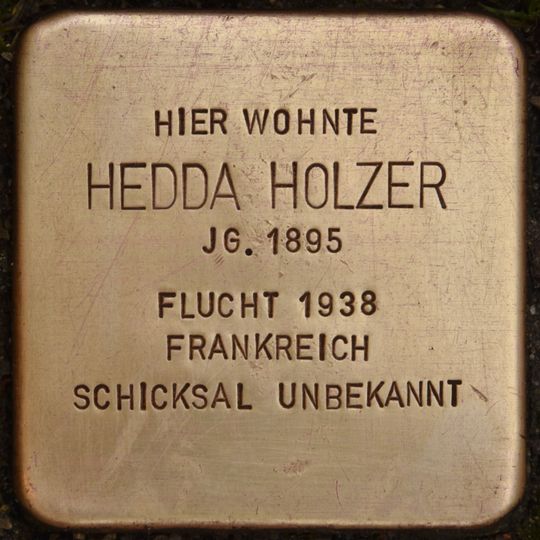 HIER WOHNTE
HEDDA HOLZER
JG. 1895
FLUCHT 1938
FRANKREICH
SCHICKSAL UNBEKANNT